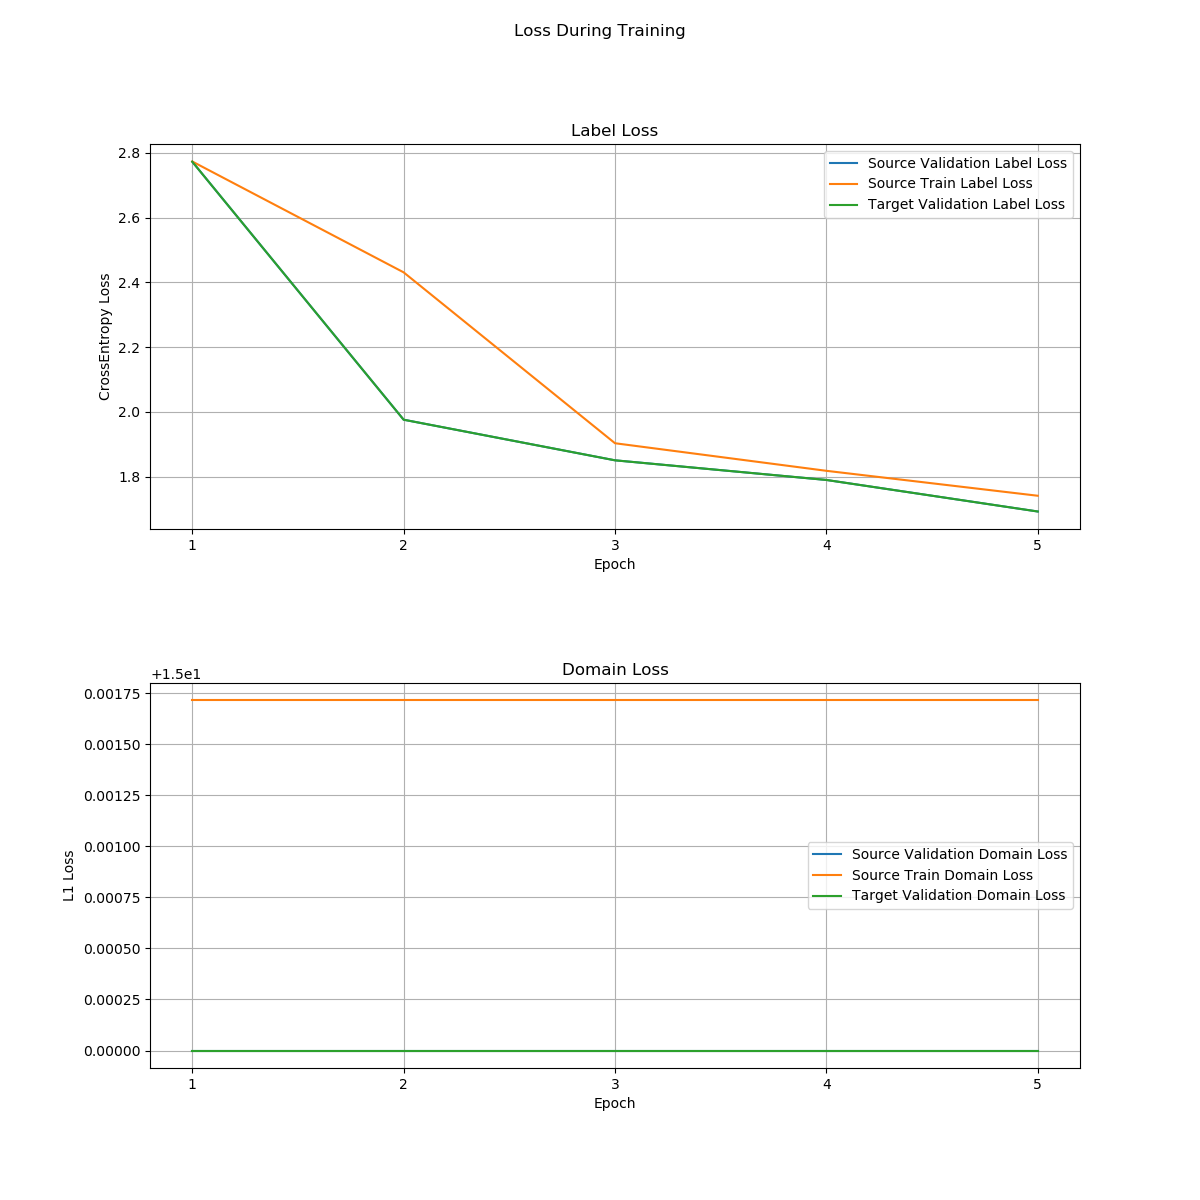 Loss During Training
Label Loss
2.8
2.6
2.4
2.2
2.0
1.8
CrossEntropy Loss
Source Validation Label Loss
Source Train Label Loss
Target Validation Label Loss
1 2 3 4 5
Epoch
Domain Loss
+1.5e1
0.00175
0.00150
0.00125
0.00100
0.00075
0.00050
0.00025
0.00000
L1 Loss
Source Validation Domain Loss
Source Train Domain Loss
Target Validation Domain Loss
1 2 3 4 5
Epoch